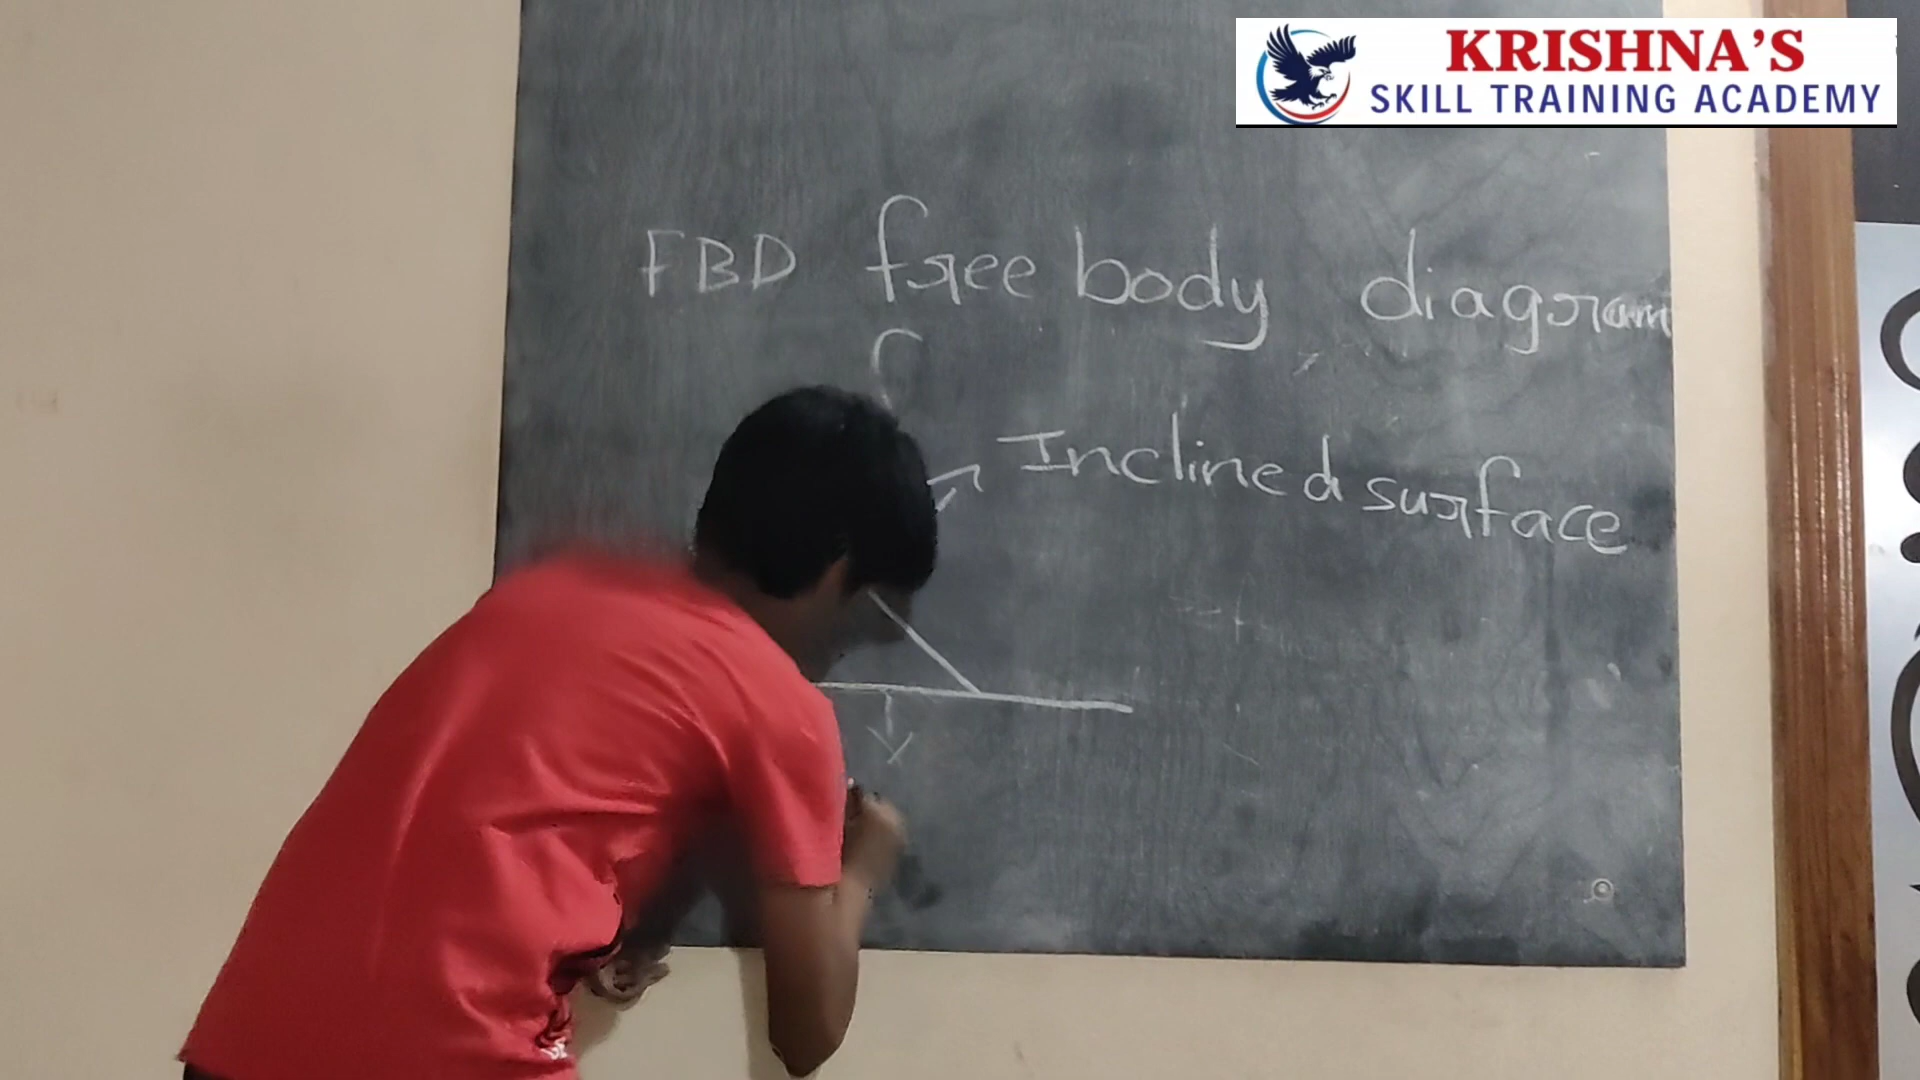 KRISHNA'S
SKILL TRAINING ACADEMY
FBD free body diagram
Inclined surface